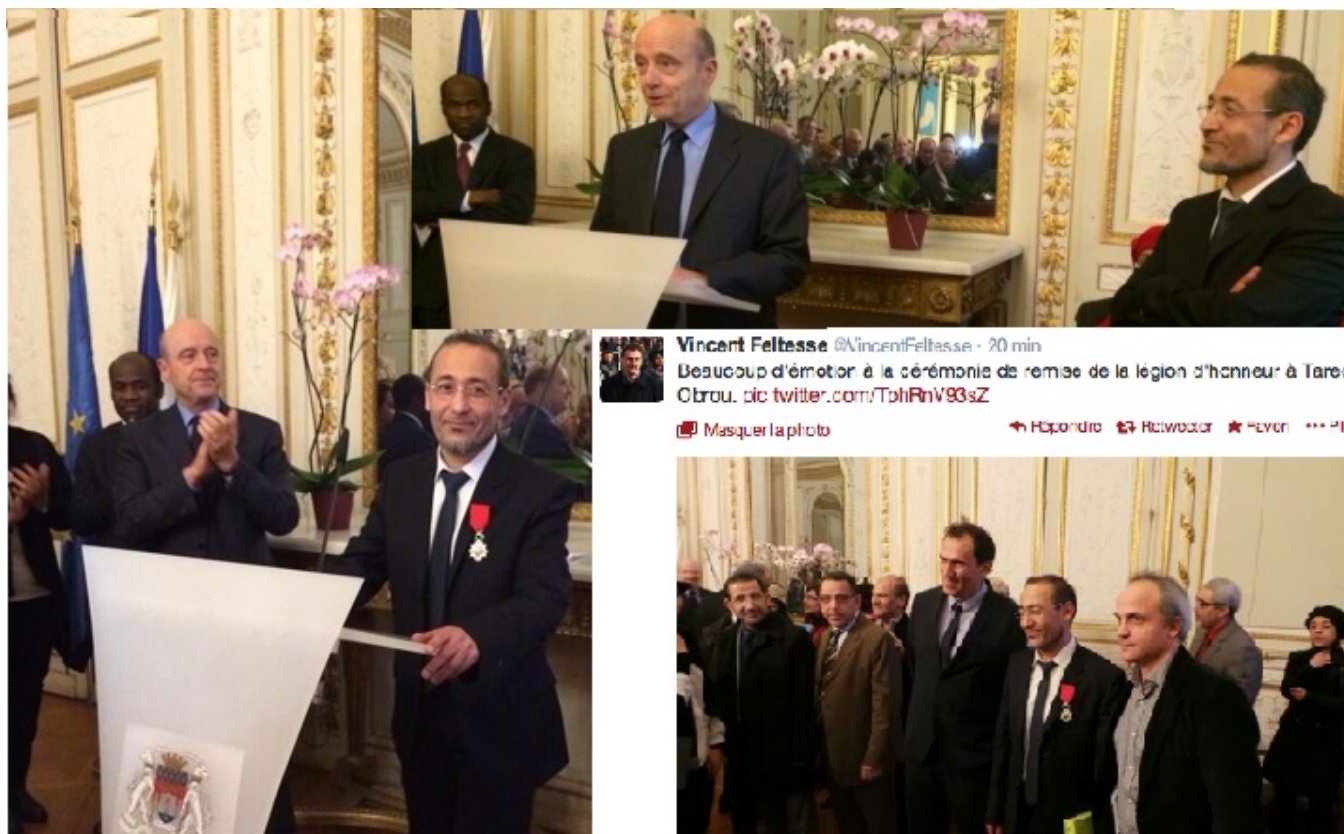 Vincent Feltesse @VincentFeltesse · 20 min
Beaucoup d'émotion à la cérémonie de remise de la légion d'honneur à
Obrou. pic.twitter.com/TphRnV93sZ
Masquer la photo Répondre Retweeter Favori